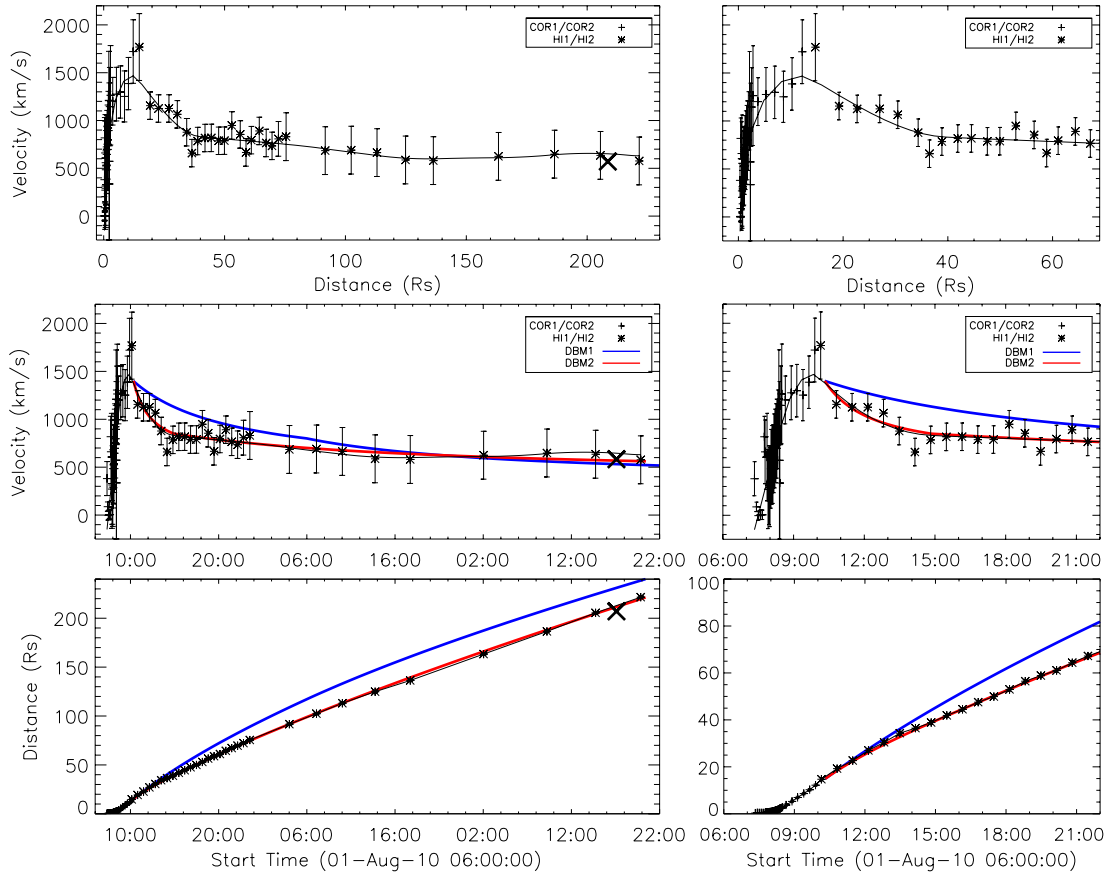 2000
1500
1000
500
0
Velocity (km/s)
COR1/COR2
HI1/HI2
0 50 100 150 200
Distance (Rs)
COR1/COR2
HI1/HI2
0 20 40 60
Distance (Rs)
2000
1500
1000
500
0
Velocity (km/s)
COR1/COR2
HI1/HI2
DBM1
DBM2
10:00 20:00 06:00 16:00 02:00 12:00 22:00
COR1/COR2
HI1/HI2
DBM1
DBM2
06:00 09:00 12:00 15:00 18:00 21:00
200
150
100
50
0
Distance (Rs)
10:00 20:00 06:00 16:00 02:00 12:00 22:00
Start Time (01-Aug-10 06:00:00)
100
80
60
40
20
0
06:00 09:00 12:00 15:00 18:00 21:00
Start Time (01-Aug-10 06:00:00)